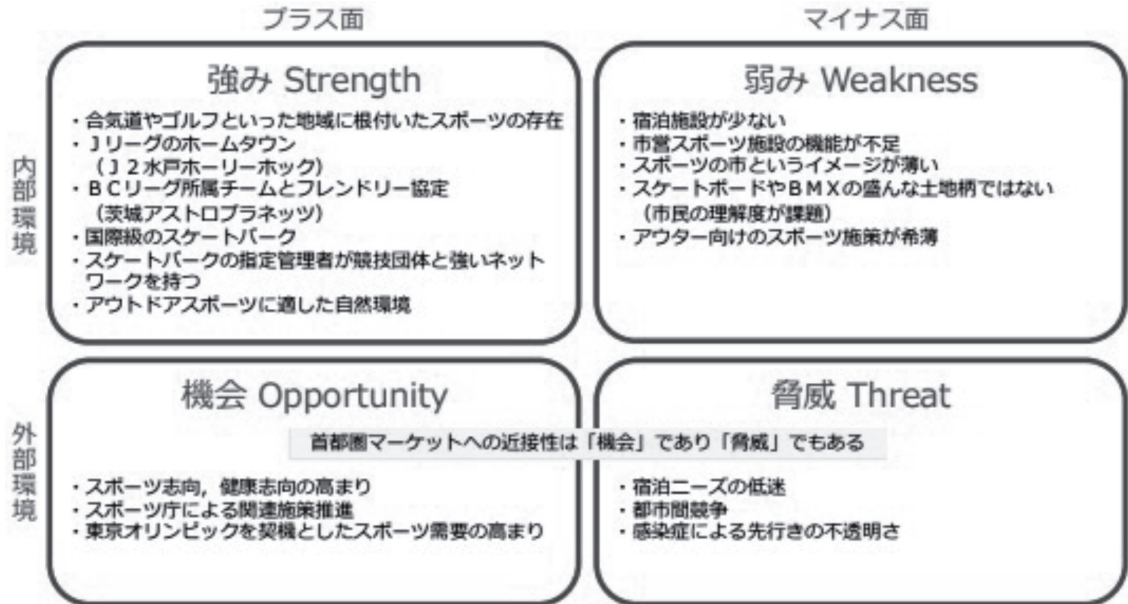 プラス面
マイナス面
内部環境
強み Strength
・合気道やゴルフといった地域に根付いたスポーツの存在
・Jリーグのホームタウン
（J2水戸ホーリーホック）
・BCリーグ所属チームとフレンドリー協定
（茨城アストロプラネッツ）
・国際級のスケートパーク
・スケートパークの指定管理者が競技団体と強いネット
ワークを持つ
・アウトドアスポーツに適した自然環境
弱み Weakness
・宿泊施設が少ない
・市営スポーツ施設の機能が不足
・スポーツの市というイメージが薄い
・スケートボードやBMXの盛んな土地柄ではない
（市民の理解度が課題）
・アウター向けのスポーツ施策が希薄
外部環境
機会 Opportunity
脅威 Threat
首都圏マーケットへの近接性は「機会」であり「脅威」でもある
・スポーツ志向，健康志向の高まり
・スポーツ庁による関連施策推進
・東京オリンピックを契機としたスポーツ需要の高まり
・宿泊ニーズの低迷
・都市間競争
・感染症による先行きの不透明さ